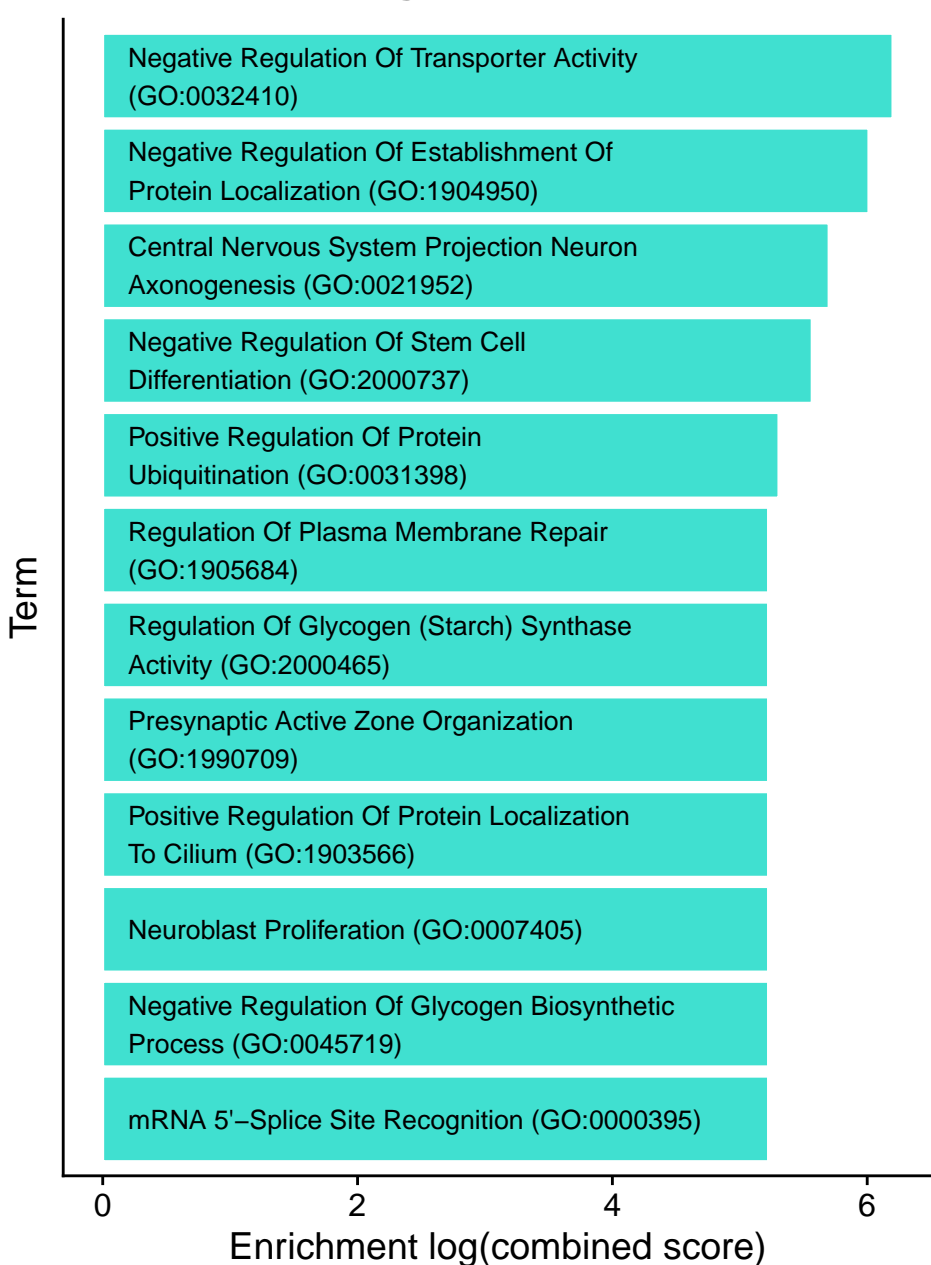 Negative Regulation Of Transporter Activity
(GO:0032410)
Negative Regulation Of Establishment Of
Protein Localization (GO:1904950)
Central Nervous System Projection Neuron
Axonogenesis (GO:0021952)
Negative Regulation Of Stem Cell
Differentiation (GO:2000737)
Positive Regulation Of Protein
Ubiquitination (GO:0031398)
Regulation Of Plasma Membrane Repair
(GO:1905684)
Regulation Of Glycogen (Starch) Synthase
Activity (GO:2000465)
Presynaptic Active Zone Organization
(GO:1990709)
Positive Regulation Of Protein Localization
To Cilium (GO:1903566)
Neuroblast Proliferation (GO:0007405)
Negative Regulation Of Glycogen Biosynthetic
Process (GO:0045719)
mRNA 5'−Splice Site Recognition (GO:0000395)
Term
0 2 4 6
Enrichment log(combined score)